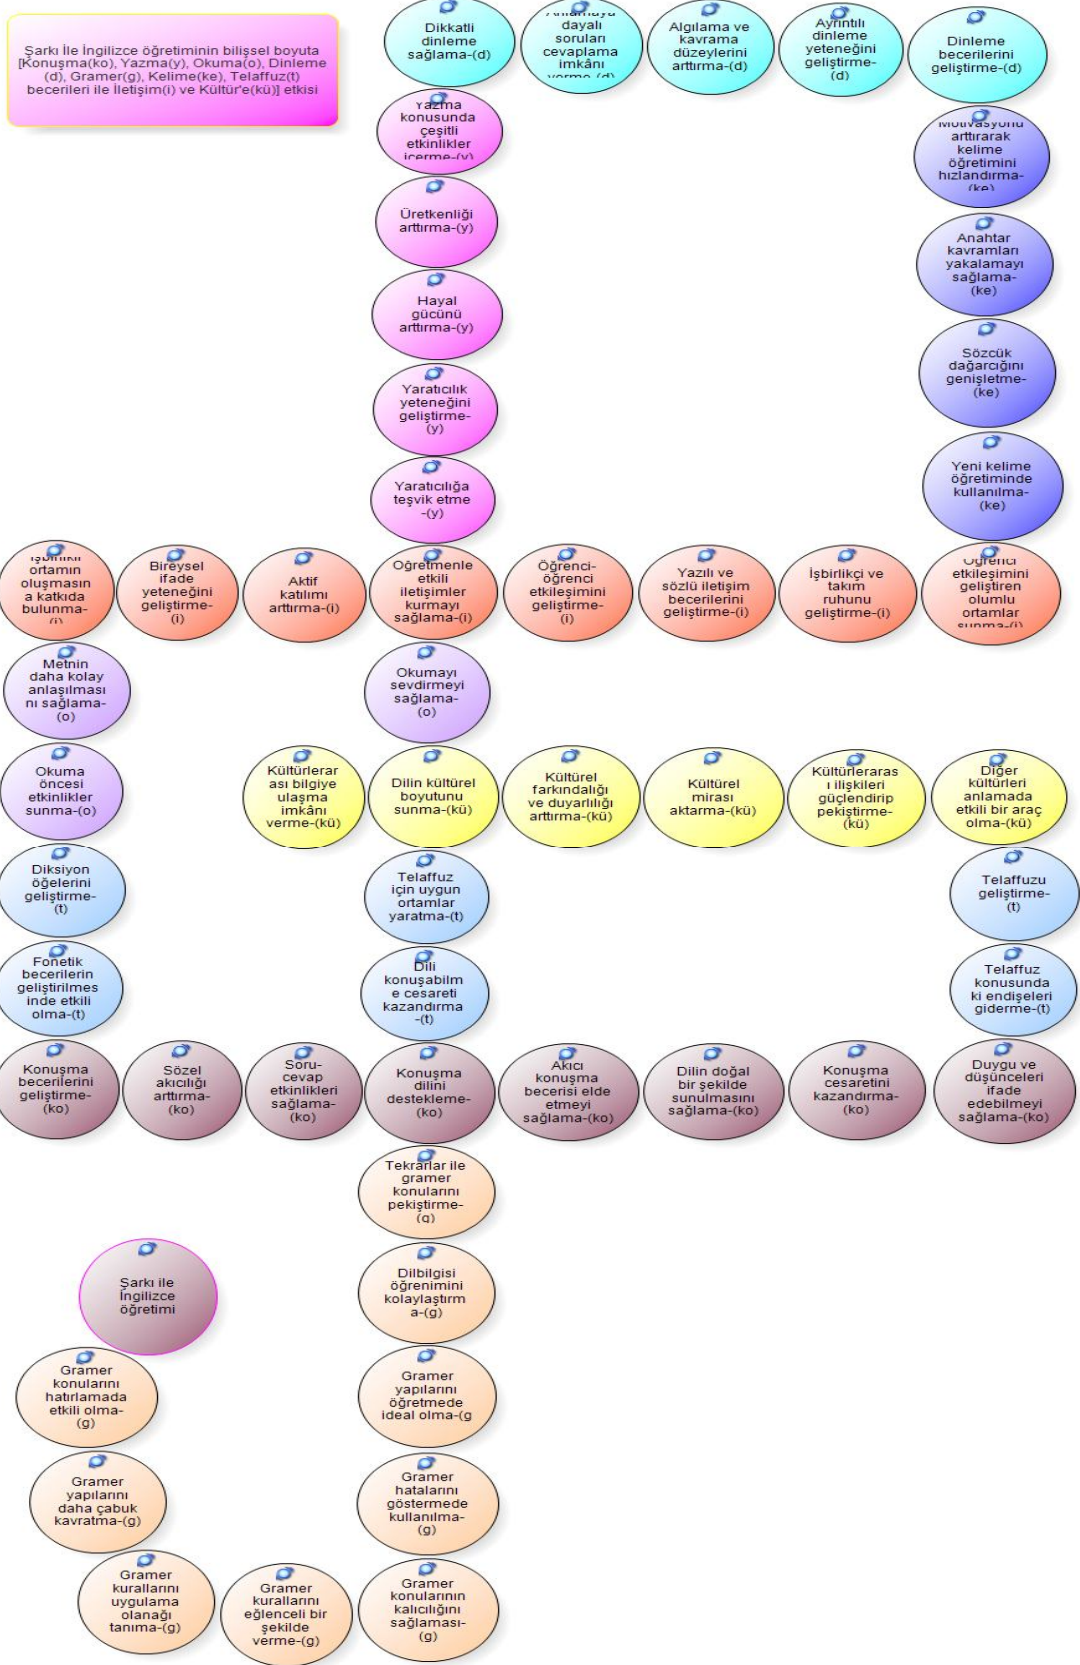 Şarkı İle İngilizce öğretiminin bilişsel boyuta
[Konuşma(ko), Yazma(y), Okuma(o), Dinleme
(d), Gramer(g), Kelime(ke), Telaffuz(t)
becerileri ile İletişim(i) ve Kültür'e(kü)] etkisi
Dikkatli
dinleme
sağlama-(d)
Anlamaya
dayalı
soruları
cevaplama
imkânı
verme-(d)
Algılama ve
kavrama
düzeylerini
arttırma-(d)
Ayrıntılı
dinleme
yeteneğini
geliştirme-
(d)
Dinleme
becerilerini
geliştirme-(d)
Yazma
konusunda
çeşitli
etkinlikler
içerme-(y)
Motivasyonu
arttırarak
kelime
öğretimini
hızlandırma-
(ke)
Üretkenliği
arttırma-(y)
Anahtar
kavramları
yakalamayı
sağlama-
(ke)
Hayal
gücünü
arttırma-(y)
Sözcük
dağarcığını
genişletme-
(ke)
Yaratıcılık
yeteneğini
geliştirme-
(y)
Yaratıcılığa
teşvik etme
-(y)
Yeni kelime
öğretiminde
kullanılma-
(ke)
İşbirlikli
ortamın
oluşmasın
a katkıda
bulunma-
(i)
Bireysel
ifade
yeteneğini
geliştirme-
(i)
Aktif
katılımı
arttırma-(i)
Öğretmenle
etkili
iletişimler
kurmayı
sağlama-(i)
Öğrenci-
öğrenci
etkileşimini
geliştirme-
(i)
Yazılı ve
sözlü iletişim
becerilerini
geliştirme-(i)
İşbirlikçi ve
takım
ruhunu
geliştirme-(i)
Öğrenci
etkileşimini
geliştiren
olumlu
ortamlar
sunma-(i)
Metnin
daha kolay
anlaşılması
nı sağlama-
(o)
Okumayı
sevdirmeyi
sağlama-
(o)
Okuma
öncesi
etkinlikler
sunma-(o)
Kültürlerar
ası bilgiye
ulaşma
imkânı
verme-(kü)
Dilin kültürel
boyutunu
sunma-(kü)
Kültürel
farkındalığı
ve duyarlılığı
arttırma-(kü)
Kültürel
mirası
aktarma-(kü)
Kültürleraras
ı ilişkileri
güçlendirip
pekiştirme-
(kü)
Diğer
kültürleri
anlamada
etkili bir araç
olma-(kü)
Diksiyon
öğelerini
geliştirme-
(t)
Telaffuz
için uygun
ortamlar
yaratma-(t)
Telaffuzu
geliştirme-
(t)
Fonetik
becerilerin
geliştirilmes
inde etkili
olma-(t)
Dili
konuşabilm
e cesareti
kazandırma
-(t)
Telaffuz
konusunda
ki endişeleri
giderme-(t)
Konuşma
becerilerini
geliştirme-
(ko)
Sözel
akıcılığı
arttırma-
(ko)
Soru-
cevap
etkinlikleri
sağlama-
(ko)
Konuşma
dilini
destekleme-
(ko)
Akıcı
konuşma
becerisi elde
etmeyi
sağlama-(ko)
Dilin doğal
bir şekilde
sunulmasını
sağlama-(ko)
Konuşma
cesaretini
kazandırma-
(ko)
Duygu ve
düşünceleri
ifade
edebilmeyi
sağlama-(ko)
Tekrarlar ile
gramer
konularını
pekiştirme-
(g)
Şarkı ile
İngilizce
öğretimi
Dilbilgisi
öğrenimini
kolaylaştırm
a-(g)
Gramer
konularını
hatırlamada
etkili olma-
(g)
Gramer
yapılarını
öğretmede
ideal olma-(g
Gramer
yapılarını
daha çabuk
kavratma-(g)
Gramer
hatalarını
göstermede
kullanılma-
(g)
Gramer
kurallarını
uygulama
olanağı
tanıma-(g)
Gramer
kurallarını
eğlenceli bir
şekilde
verme-(g)
Gramer
konularının
kalıcılığını
sağlaması-
(g)